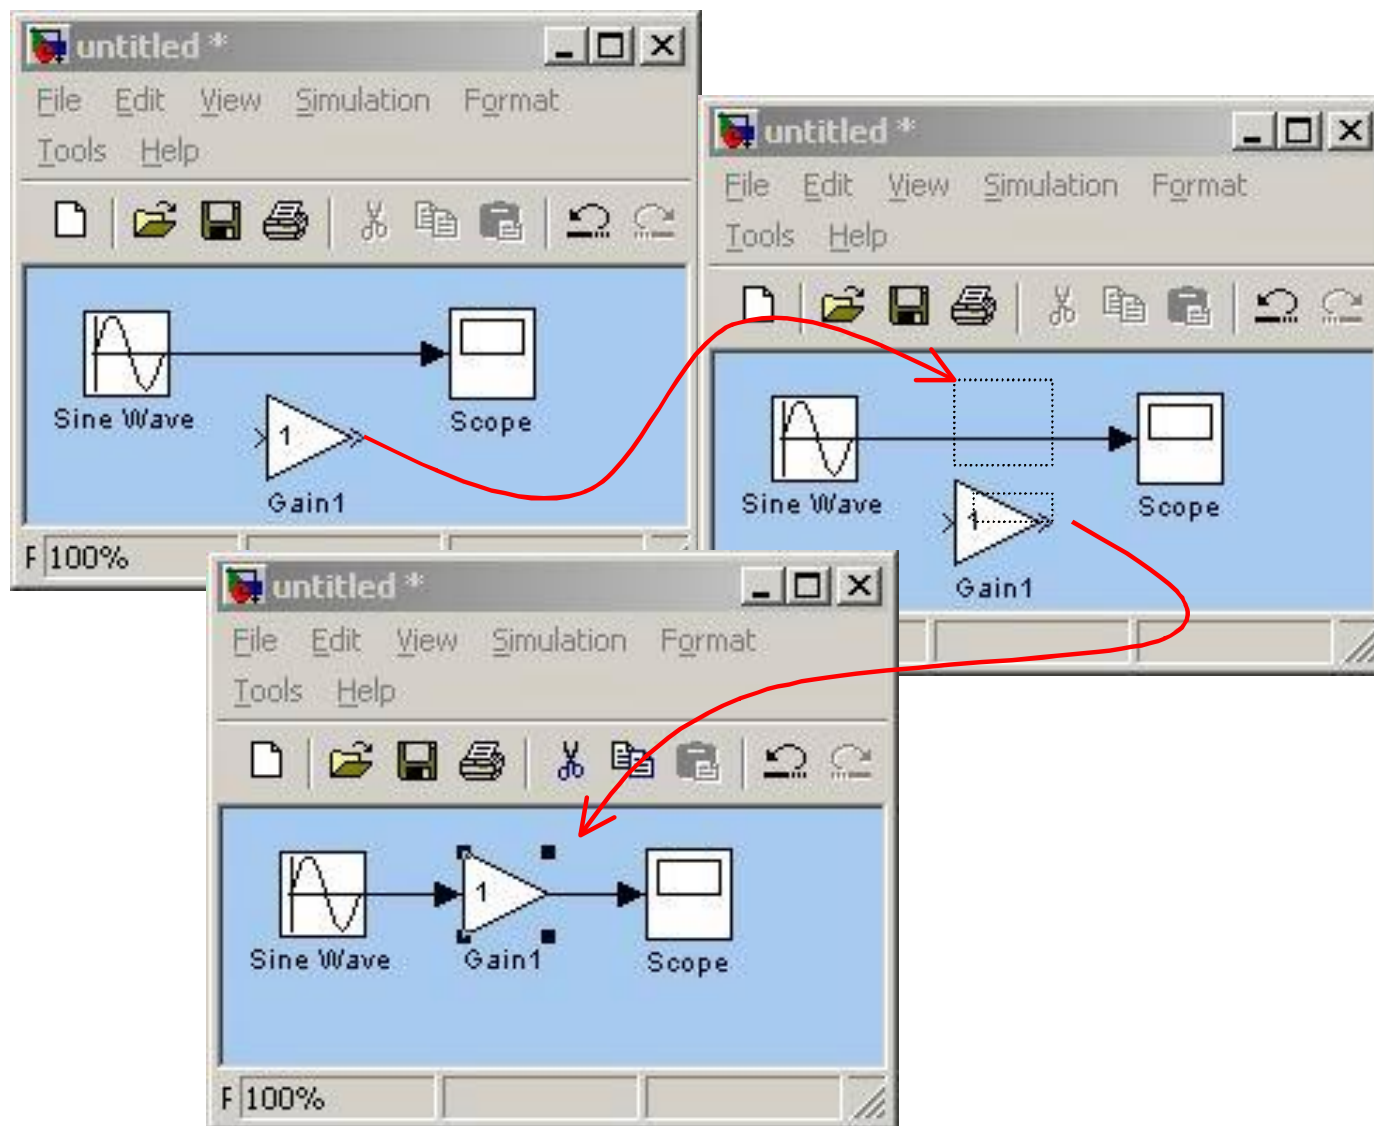 untitled *
File Edit View Simulation Format
Tools Help
Sine Wave
1
Gain1
Scope
F 100%
untitled *
File Edit View Simulation Format
Tools Help
Sine Wave
1
Gain1
Scope
untitled *
File Edit View Simulation Format
Tools Help
1
Sine Wave Gain1 Scope
F 100%